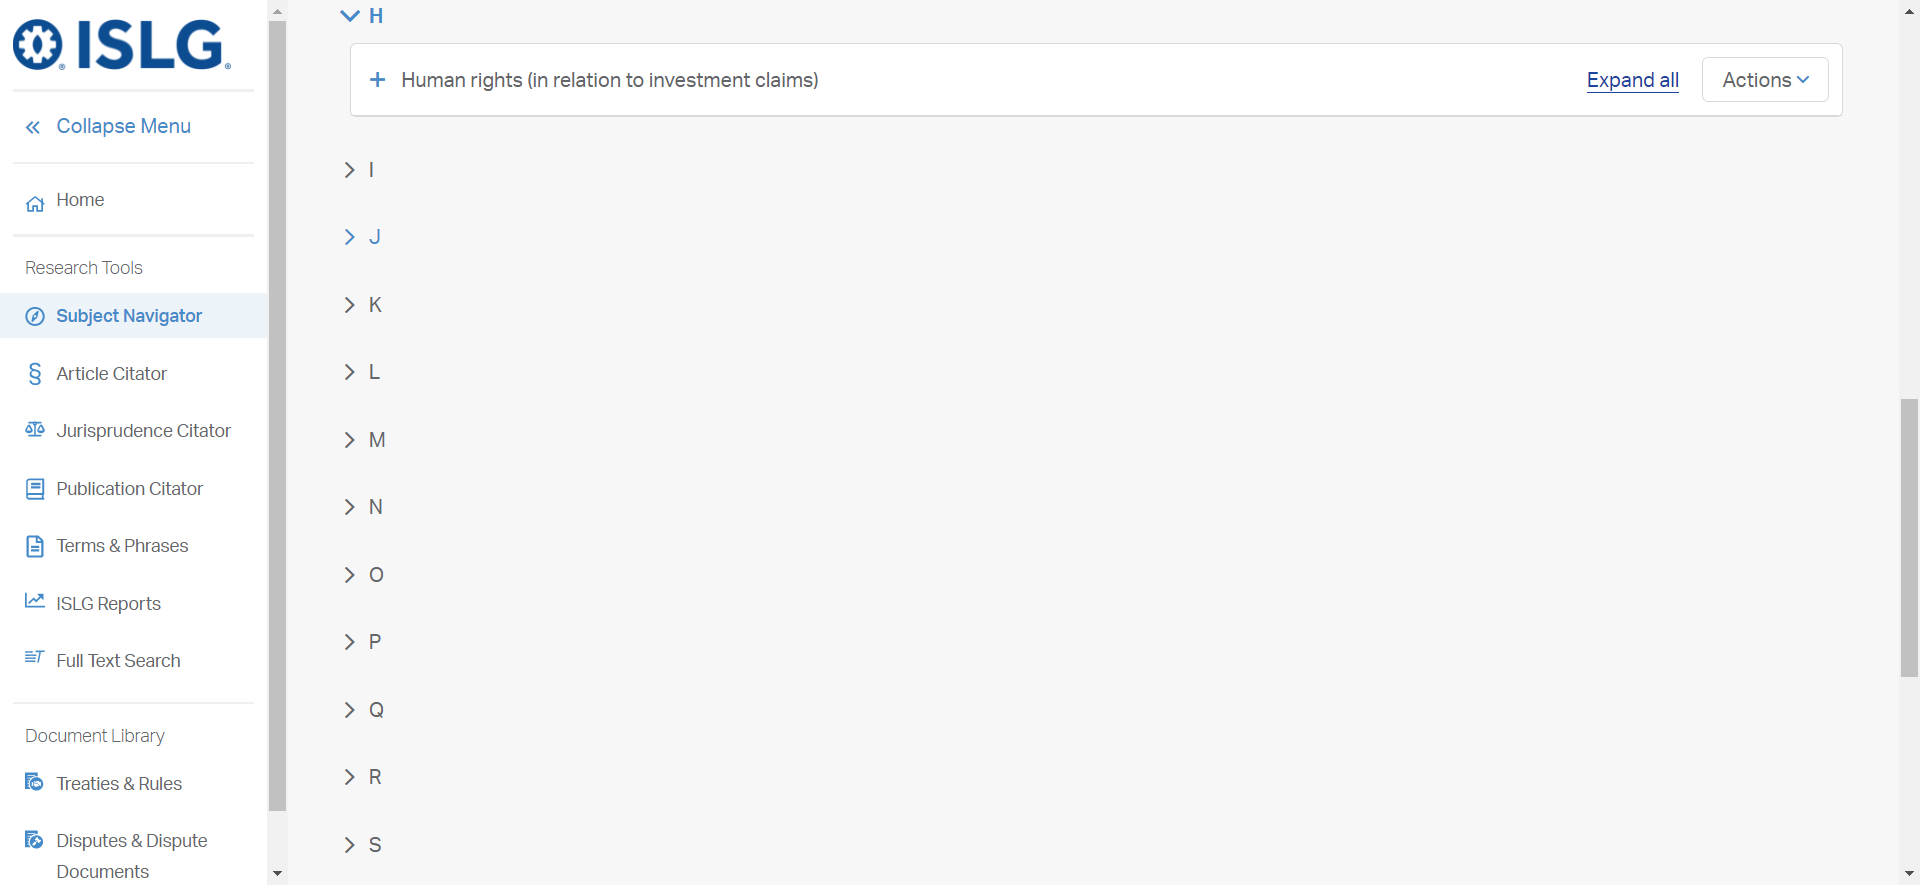 ISLG
Collapse Menu
Home
Research Tools
Subject Navigator
Article Citator
Jurisprudence Citator
Publication Citator
Terms & Phrases
ISLG Reports
Full Text Search
Document Library
Treaties & Rules
Disputes & Dispute
Documents
H
Human rights (in relation to investment claims)
Expand all
Actions
I
J
K
L
M
N
O
P
Q
R
S